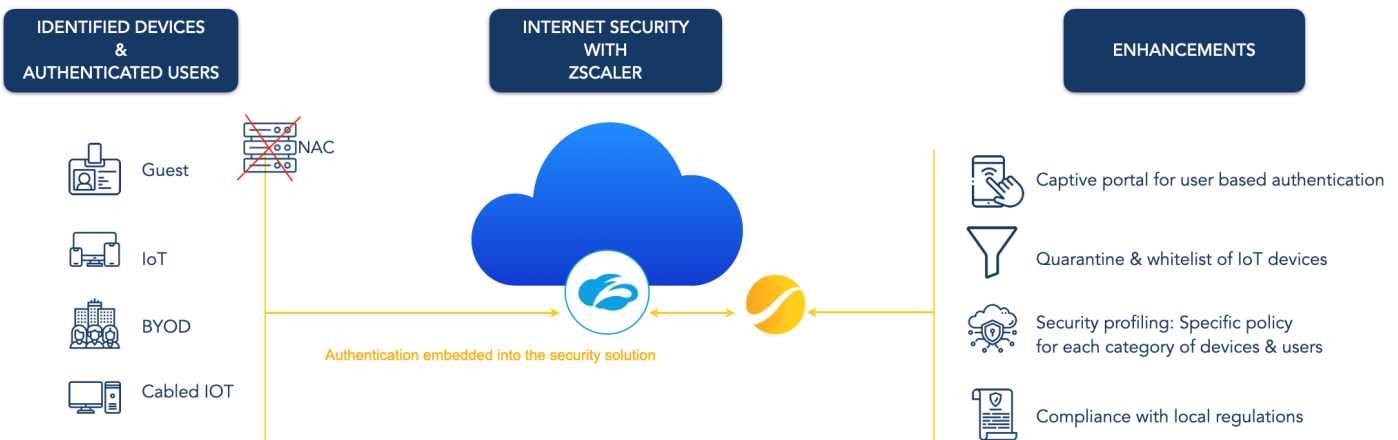 IDENTIFIED DEVICES
&
AUTHENTICATED USERS
INTERNET SECURITY
WITH
ZSCALER
ENHANCEMENTS
NAC
Guest
IoT
BYOD
Cabled IOT
Authentication embedded into the security solution
Captive portal for user based authentication
Quarantine & whitelist of IoT devices
Security profiling: Specific policy
for each category of devices & users
Compliance with local regulations